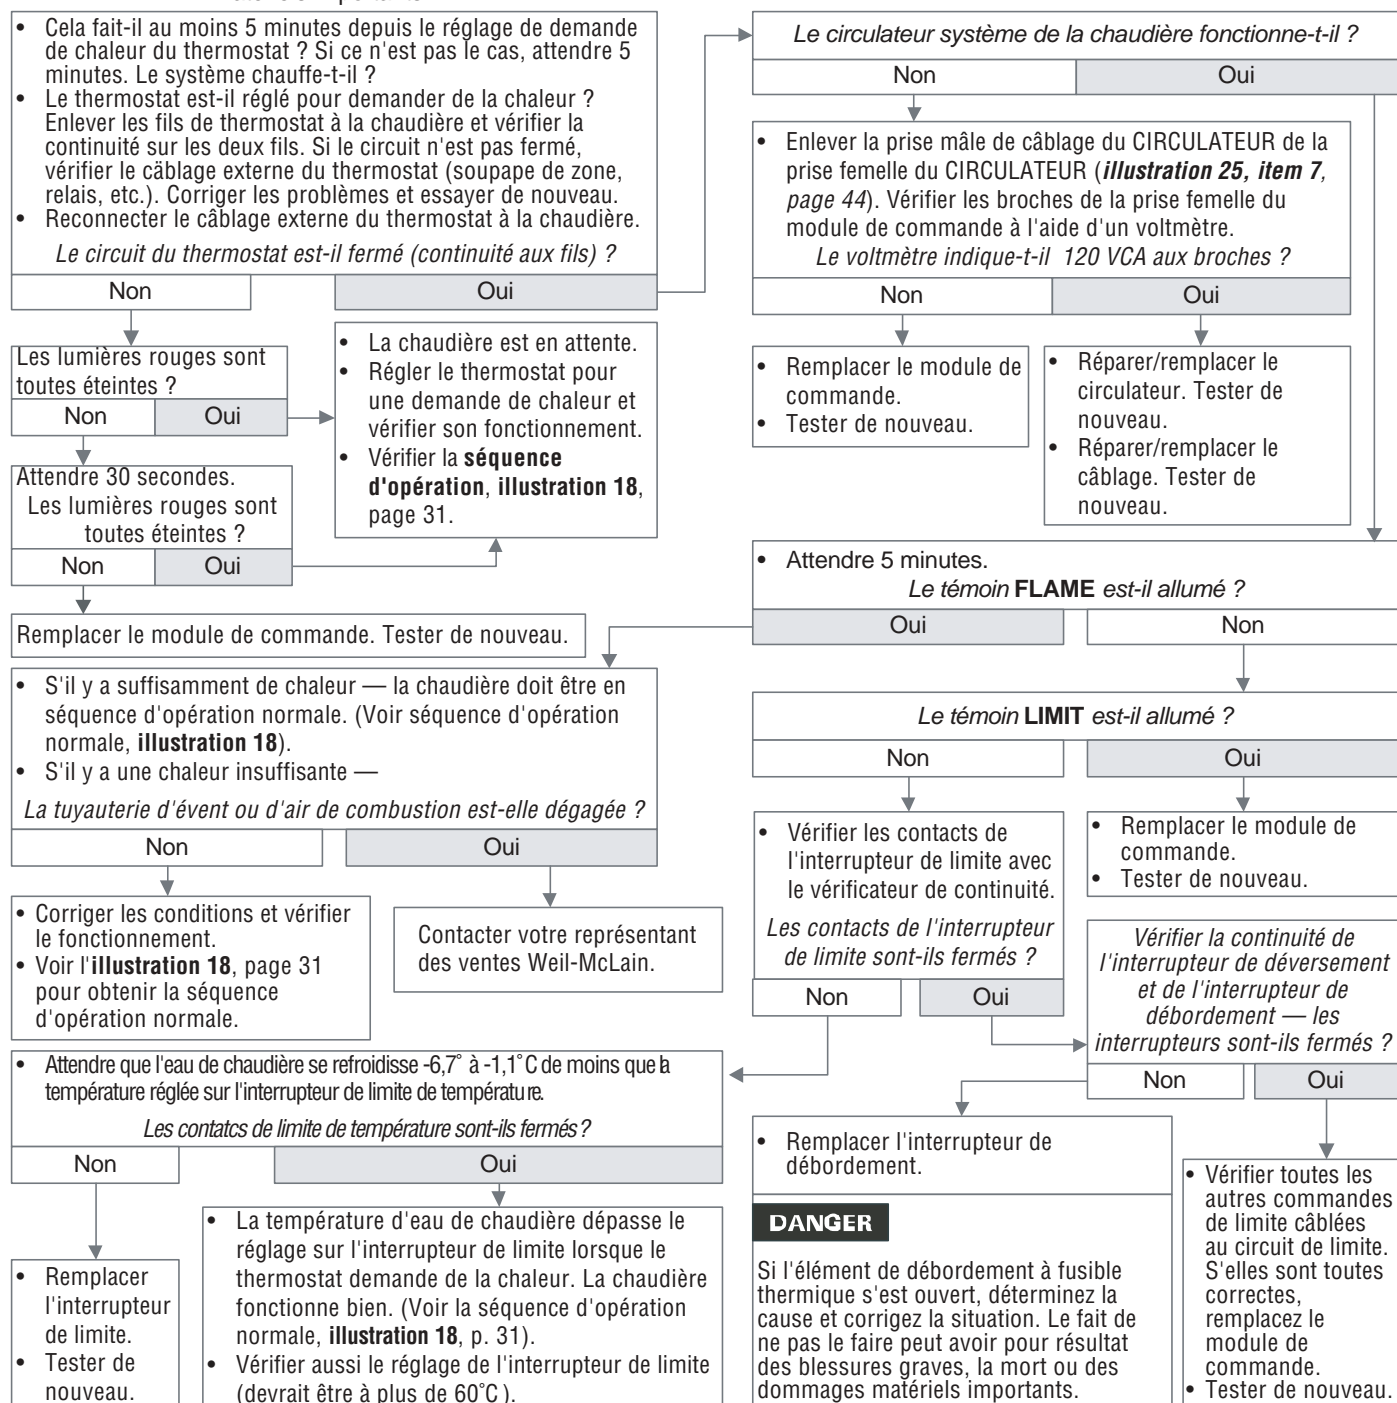 • Cela fait-il au moins 5 minutes depuis le réglage de demande
de chaleur du thermostat ? Si ce n'est pas le cas, attendre 5
minutes. Le système chauffe-t-il ?
• Le thermostat est-il réglé pour demander de la chaleur ?
Enlever les fils de thermostat à la chaudière et vérifier la
continuité sur les deux fils. Si le circuit n'est pas fermé,
vérifier le cäblage externe du thermostat (soupape de zone,
relais, etc.). Corriger les problèmes et essayer de nouveau.
• Reconnecter le câblage externe du thermostat à la chaudière.
Le circuit du thermostat est-il fermé (continuité aux fils) ?
Non
Oui
Les lumières rouges sont
toutes éteintes ?
Non
Oui
• La chaudière est en attente.
• Régler le thermostat pour
une demande de chaleur et
vérifier son fonctionnement.
• Vérifier la séquence
d'opération, illustration 18,
page 31.
Attendre 30 secondes.
Les lumières rouges sont
toutes éteintes ?
Non
Oui
Remplacer le module de commande. Tester de nouveau.
Le circulateur système de la chaudière fonctionne-t-il ?
Non
Oui
• Enlever la prise mâle de câblage du CIRCULATEUR de la
prise femelle du CIRCULATEUR (illustration 25, item 7,
page 44). Vérifier les broches de la prise femelle du
module de commande à l'aide d'un voltmètre.
Le voltmètre indique-t-il 120 VCA aux broches ?
Non
Oui
• Remplacer le module de
commande.
• Tester de nouveau.
• Réparer/remplacer le
circulateur. Tester de
nouveau.
• Réparer/remplacer le
câblage. Tester de
nouveau.
• Attendre 5 minutes.
Le témoin FLAME est-il allumé ?
Oui
Non
• S'il y a suffisamment de chaleur — la chaudière doit être en
séquence d'opération normale. (Voir séquence d'opération
normale, illustration 18).
• S'il y a une chaleur insuffisante —
La tuyauterie d'évent ou d'air de combustion est-elle dégagée ?
Non
Oui
• Corriger les conditions et vérifier
le fonctionnement.
• Voir l'illustration 18, page 31
pour obtenir la séquence
d'opération normale.
Contacter votre représentant
des ventes Weil-McLain.
Le témoin LIMIT est-il allumé ?
Non
Oui
• Vérifier les contacts de
l'interrupteur de limite avec
le vérificateur de continuité.
Les contacts de l'interrupteur
de limite sont-ils fermés ?
Non
Oui
• Remplacer le module de
commande.
• Tester de nouveau.
Vérifier la continuité de
l'interrupteur de déversement
et de l'interrupteur de
débordement — les
interrupteurs sont-ils fermés ?
Non
Oui
• Attendre que l'eau de chaudière se refroidisse -6,7˚ à -1,1˚ C de moins que la
température réglée sur l'interrupteur de limite de température.
Les contatcs de limite de température sont-ils fermés ?
Non
Oui
• Remplacer
l'interrupteur
de limite.
• Tester de
nouveau.
• La température d'eau de chaudière dépasse le
réglage sur l'interrupteur de limite lorsque le
thermostat demande de la chaleur. La chaudière
fonctionne bien. (Voir la séquence d'opération
normale, illustration 18, p. 31).
• Vérifier aussi le réglage de l'interrupteur de limite
(devrait être à plus de 60˚C ).
• Remplacer l'interrupteur de
débordement.
DANGER
Si l'élément de débordement à fusible
thermique s'est ouvert, déterminez la
cause et corrigez la situation. Le fait de
ne pas le faire peut avoir pour résultat
des blessures graves, la mort ou des
dommages matériels importants.
• Vérifier toutes les
autres commandes
de limite câblées
au circuit de limite.
S'elles sont toutes
correctes,
remplacez le
module de
commande.
• Tester de nouveau.